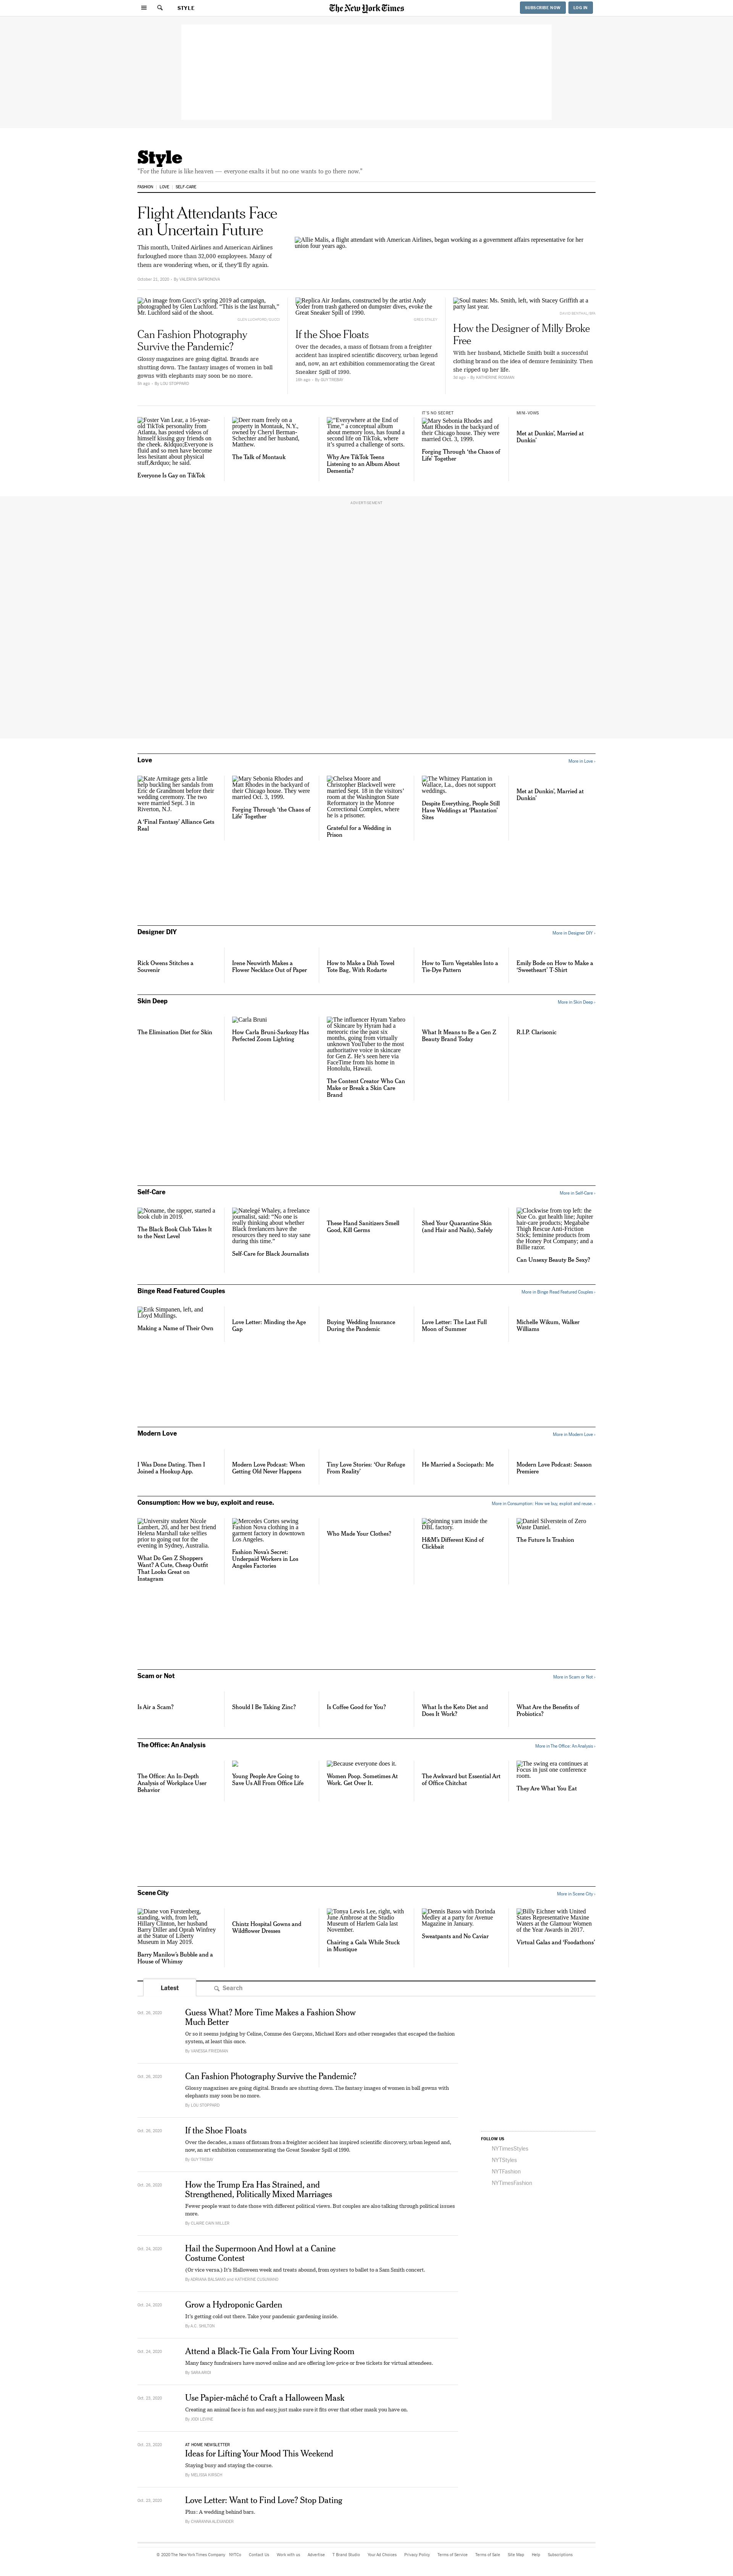 STYLE
The New York Times
SUBSCRIBE NOW
LOG IN
Style
“For the future is like heaven — everyone exalts it but no one wants to go there now.”
FASHION
LOVE
SELF-CARE
Flight Attendants Face
an Uncertain Future
This month, United Airlines and American Airlines
furloughed more than 32,000 employees. Many of
them are wondering when, or if, they'll fly again.
By VALERIYA SAFRONOVA
Allie Malis, a flight attendant with American Airlines, began working as a government affairs representative for her
union four years ago.
An image from Gucci's spring 2019 ad campaign,
photographed by Glen Luchford. “This is the last hurrah,”
Mr. Luchford said of the shoot.
Can Fashion Photography
Survive the Pandemic?
Glossy magazines are going digital. Brands are
shutting down. The fantasy images of women in ball
gowns with elephants may soon be no more.
By LOU STOPPARD
Replica Air Jordans, constructed by the artist Andy
Yoder from trash gathered on dumpster dives, evoke the
Great Sneaker Spill of 1990.
If the Shoe Floats
Over the decades, a mass of flotsam from a freighter
accident has inspired scientific discovery, urban legend
and, now, an art exhibition commemorating the Great
Sneaker Spill of 1990.
By GUY TREBAY
Soul mates: Ms. Smith, left, with Stacey Griffith at a
party last year.
How the Designer of Milly Broke
Free
With her husband, Michelle Smith built a successful
clothing brand on the idea of demure femininity. Then
she ripped up her life.
By KATHERINE ROSMAN
Foster Van Lear, a 16-year-
old TikTok personality from
Atlanta, has posted videos of
himself kissing guy friends on
the cheek. &ldquo;Everyone is
fluid and so men have become
less hesitant about physical
stuff,&rdquo; he said.
Everyone Is Gay on TikTok
Deer roam freely on a
property in Montauk, N.Y.,
owned by Cheryl Berman-
Schechter and her husband,
Matthew.
The Talk of Montauk
“Everywhere at the End of
Time,” a conceptual album
about memory loss, has found a
second life on TikTok, where
it's spurred a challenge of sorts.
Why Are TikTok Teens
Listening to an Album About
Dementia?
IT'S NO SECRET
Mary Sebonia Rhodes and
Matt Rhodes in the backyard of
their Chicago house. They were
married Oct. 3, 1999.
Forging Through ‘the Chaos of
Life’ Together
MINI-VOWS
Met at Dunkin’, Married at
Dunkin’
ADVERTISEMENT
Love
More in Love ›
Kate Armitage gets a little
help buckling her sandals from
Eric de Grandmont before their
wedding ceremony. The two
were married Sept. 3 in
Riverton, N.J.
A ‘Final Fantasy’ Alliance Gets
Real
Mary Sebonia Rhodes and Matt
Rhodes in the backyard of their
Chicago house. They were
married Oct. 3, 1999.
Forging Through ‘the Chaos of
Life’ Together
Chelsea Moore and
Christopher Blackwell were
married Sept. 18 in the visitors’
room at the Washington State
Reformatory in the Monroe
Correctional Complex, where
he is a prisoner.
Grateful for a Wedding in
Prison
The Whitney Plantation in
Wallace, La., does not support
weddings.
Despite Everything, People Still
Have Weddings at ‘Plantation’
Sites
Met at Dunkin’, Married at
Dunkin’
Designer DIY
More in Designer DIY ›
Rick Owens Stitches a
Souvenir
Irene Neuwirth Makes a
Flower Necklace Out of Paper
How to Make a Dish Towel
Tote Bag, With Rodarte
How to Turn Vegetables Into a
Tie-Dye Pattern
Emily Bode on How to Make a
‘Sweetheart’ T-Shirt
Skin Deep
More in Skin Deep ›
The Elimination Diet for Skin
Carla Bruni
How Carla Bruni-Sarkozy Has
Perfected Zoom Lighting
The influencer Hyram Yarbro
of Skincare by Hyram had a
meteoric rise the past six
months, going from virtually
unknown YouTuber to the most
authoritative voice in skincare
for Gen Z. He's seen here via
FaceTime from his home in
Honolulu, Hawaii.
The Content Creator Who Can
Make or Break a Skin Care
Brand
What It Means to Be a Gen Z
Beauty Brand Today
R.I.P. Clarisonic
Self-Care
More in Self-Care ›
Noname, the rapper, started a
book club in 2019.
The Black Book Club Takes It
to the Next Level
Natelegé Whaley, a freelance
journalist, said: “No one is
really thinking about whether
Black freelancers have the
resources they need to stay sane
during this time.”
Self-Care for Black Journalists
These Hand Sanitizers Smell
Good, Kill Germs
Shed Your Quarantine Skin
(and Hair and Nails), Safely
Clockwise from top left: the
Nue Co. gut health line; Jupiter
hair-care products; Megababe
Thigh Rescue Anti-Friction
Stick; feminine products from
the Honey Pot Company; and a
Billie razor.
Can Unsexy Beauty Be Sexy?
Binge Read Featured Couples
More in Binge Read Featured Couples ›
Erik Simpanen, left, and
Lloyd Mullings.
Making a Name of Their Own
Love Letter: Minding the Age
Gap
Buying Wedding Insurance
During the Pandemic
Love Letter: The Last Full
Moon of Summer
Michelle Wikum, Walker
Williams
Modern Love
More in Modern Love ›
I Was Done Dating. Then I
Joined a Hookup App.
Modern Love Podcast: When
Getting Old Never Happens
Tiny Love Stories: ‘Our Refuge
From Reality’
He Married a Sociopath: Me
Modern Love Podcast: Season
Premiere
Consumption: How we buy, exploit and reuse.
More in Consumption: How we buy, exploit and reuse. ›
University student Nicole
Lambert, 20, and her best friend
Helena Marshall take selfies
prior to going out for the
evening in Sydney, Australia.
What Do Gen Z Shoppers
Want? A Cute, Cheap Outfit
That Looks Great on
Instagram
Mercedes Cortes sewing
Fashion Nova clothing in a
garment factory in downtown
Los Angeles.
Fashion Nova's Secret:
Underpaid Workers in Los
Angeles Factories
Who Made Your Clothes?
Spinning yarn inside the
DBL factory.
H&M's Different Kind of
Clickbait
Daniel Silverstein of Zero
Waste Daniel.
The Future Is Trashion
Scam or Not
More in Scam or Not ›
Is Air a Scam?
Should I Be Taking Zinc?
Is Coffee Good for You?
What Is the Keto Diet and
Does It Work?
What Are the Benefits of
Probiotics?
The Office: An Analysis
More in The Office: An Analysis ›
The Office: An In-Depth
Analysis of Workplace User
Behavior
Young People Are Going to
Save Us All From Office Life
Because everyone does it.
Women Poop. Sometimes At
Work. Get Over It.
The Awkward but Essential Art
of Office Chitchat
The swing era continues at
Focus in just one conference
room.
They Are What You Eat
Scene City
More in Scene City ›
Diane von Furstenberg,
standing, with, from left,
Hillary Clinton, her husband
Barry Diller and Oprah Winfrey
at the Statue of Liberty
Museum in May 2019.
Barry Manilow's Bubble and a
House of Whimsy
Chintz Hospital Gowns and
Wildflower Dresses
Tonya Lewis Lee, right, with
June Ambrose at the Studio
Museum of Harlem Gala last
November.
Chairing a Gala While Stuck
in Mustique
Dennis Basso with Dorinda
Medley at a party for Avenue
Magazine in January.
Sweatpants and No Caviar
Billy Eichner with United
States Representative Maxine
Waters at the Glamour Women
of the Year Awards in 2017.
Virtual Galas and ‘Foodathons’
Latest
Search
Guess What? More Time Makes a Fashion Show
Much Better
Or so it seems judging by Celine, Comme des Garçons, Michael Kors and other renegades that escaped the fashion
system, at least this once.
By VANESSA FRIEDMAN
Can Fashion Photography Survive the Pandemic?
Glossy magazines are going digital. Brands are shutting down. The fantasy images of women in ball gowns with
elephants may soon be no more.
By LOU STOPPARD
If the Shoe Floats
Over the decades, a mass of flotsam from a freighter accident has inspired scientific discovery, urban legend and,
now, an art exhibition commemorating the Great Sneaker Spill of 1990.
By GUY TREBAY
How the Trump Era Has Strained, and
Strengthened, Politically Mixed Marriages
Fewer people want to date those with different political views. But couples are also talking through political issues
more.
By CLAIRE CAIN MILLER
Oct. 24, 2020
Hail the Supermoon And Howl at a Canine
Costume Contest
(Or vice versa.) It's Halloween week and treats abound, from oysters to ballet to a Sam Smith concert.
By ADRIANA BALSAMO and KATHERINE CUSUMANO
Oct. 24, 2020
Grow a Hydroponic Garden
It's getting cold out there. Take your pandemic gardening inside.
By A.C. SHILTON
Oct. 24, 2020
Attend a Black-Tie Gala From Your Living Room
Many fancy fundraisers have moved online and are offering low-price or free tickets for virtual attendees.
Oct. 23, 2020
Use Papier-mâché to Craft a Halloween Mask
Creating an animal face is fun and easy, just make sure it fits over that other mask you have on.
By JODI LEVINE
Oct. 23, 2020
AT HOME NEWSLETTER
Ideas for Lifting Your Mood This Weekend
Staying busy and staying the course.
By MELISSA KIRSCH
Oct. 23, 2020
Love Letter: Want to Find Love? Stop Dating
Plus: A wedding behind bars.
By CHARANNA ALEXANDER
FOLLOW US
NYTimesStyles
NYTStyles
NYTFashion
NYTimesFashion
© 2020 The New York Times Company
NYTCo
Contact Us
Work with us
Advertise
T Brand Studio
Your Ad Choices
Privacy Policy
Terms of Service
Terms of Sale
Site Map
Help
Subscriptions